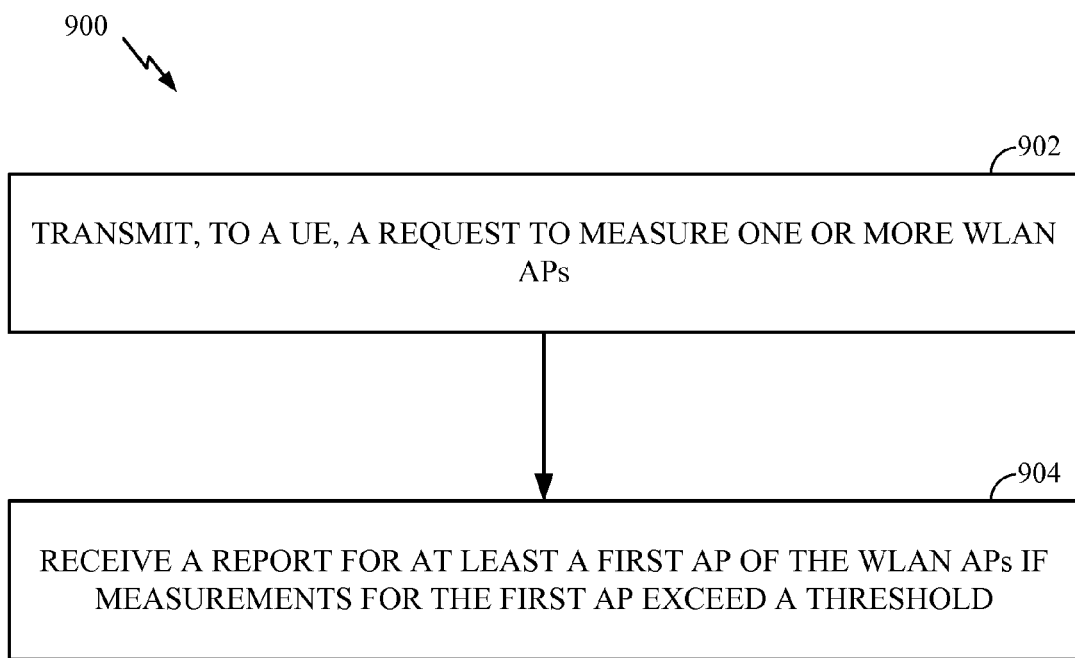 900
902
TRANSMIT, TO A UE, A REQUEST TO MEASURE ONE OR MORE WLAN
APs
904
RECEIVE A REPORT FOR AT LEAST A FIRST AP OF THE WLAN APs IF
MEASUREMENTS FOR THE FIRST AP EXCEED A THRESHOLD